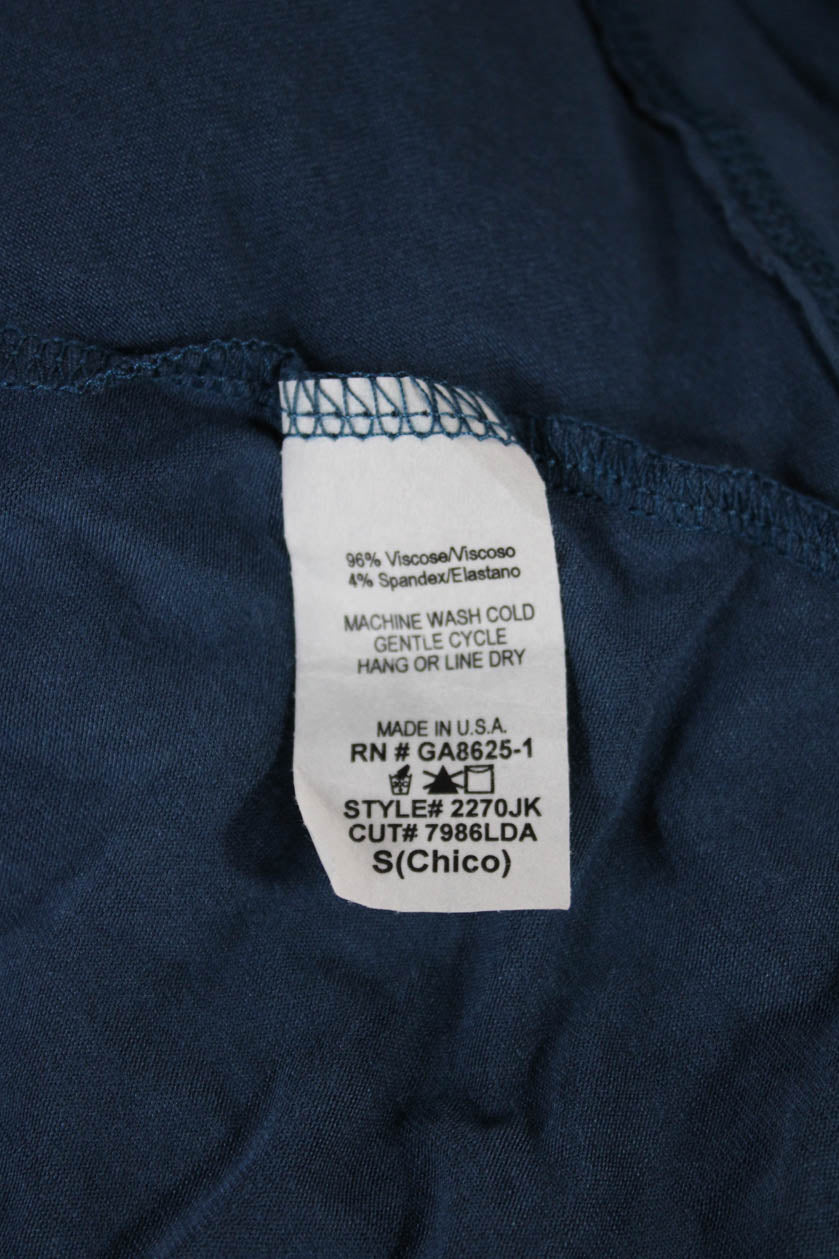 96% Viscose/Viscoso
4% Spandex/Elastano
MACHINE WASH COLD
GENTLE CYCLE
HANG OR LINE DRY
MADE IN U.S.A.
RN # GA8625-1
STYLE# 2270JK
CUT# 7986LDA
S(Chico)